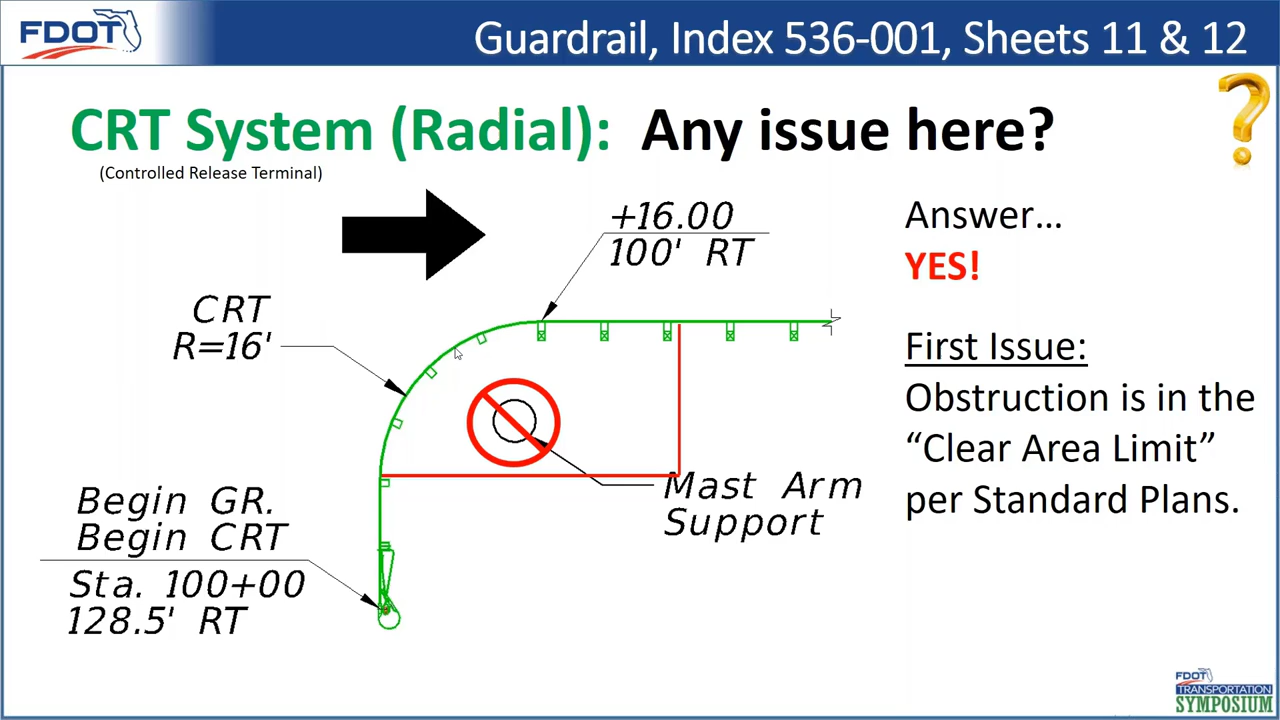 FDOT
Guardrail, Index 536-001, Sheets 11 & 12
CRT System (Radial): Any issue here?
(Controlled Release Terminal)
+16.00
100' RT
CRT
R=16'
Mast Arm
Support
Begin GR.
Begin CRT
Sta. 100+00
128.5' RT
Answer…
YES!
First Issue:
Obstruction is in the
“Clear Area Limit”
per Standard Plans.
FDOT
TRANSPORTATION
SYMPOSIUM